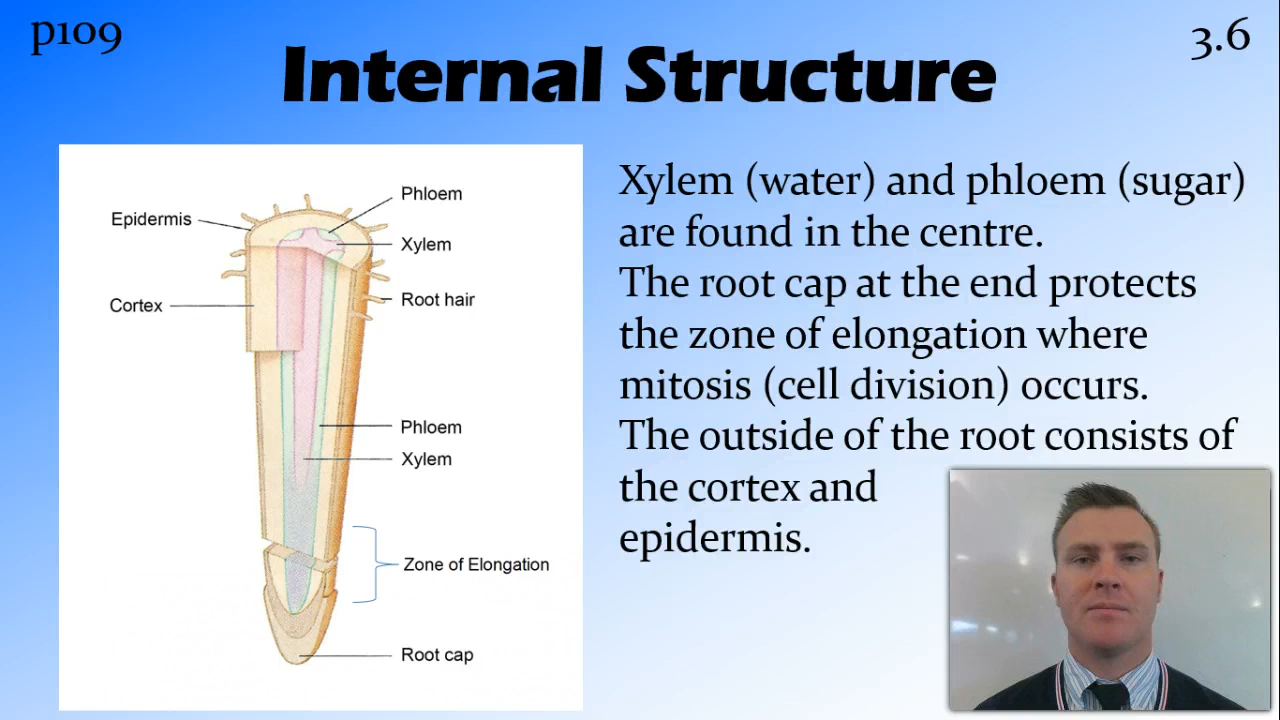 p109
3.6
Internal Structure
Phloem
Epidermis
Xylem
Root hair
Cortex
Phloem
Xylem
Zone of Elongation
Root cap
Xylem (water) and phloem (sugar)
are found in the centre.
The root cap at the end protects
the zone of elongation where
mitosis (cell division) occurs.
The outside of the root consists of
the cortex and
epidermis.